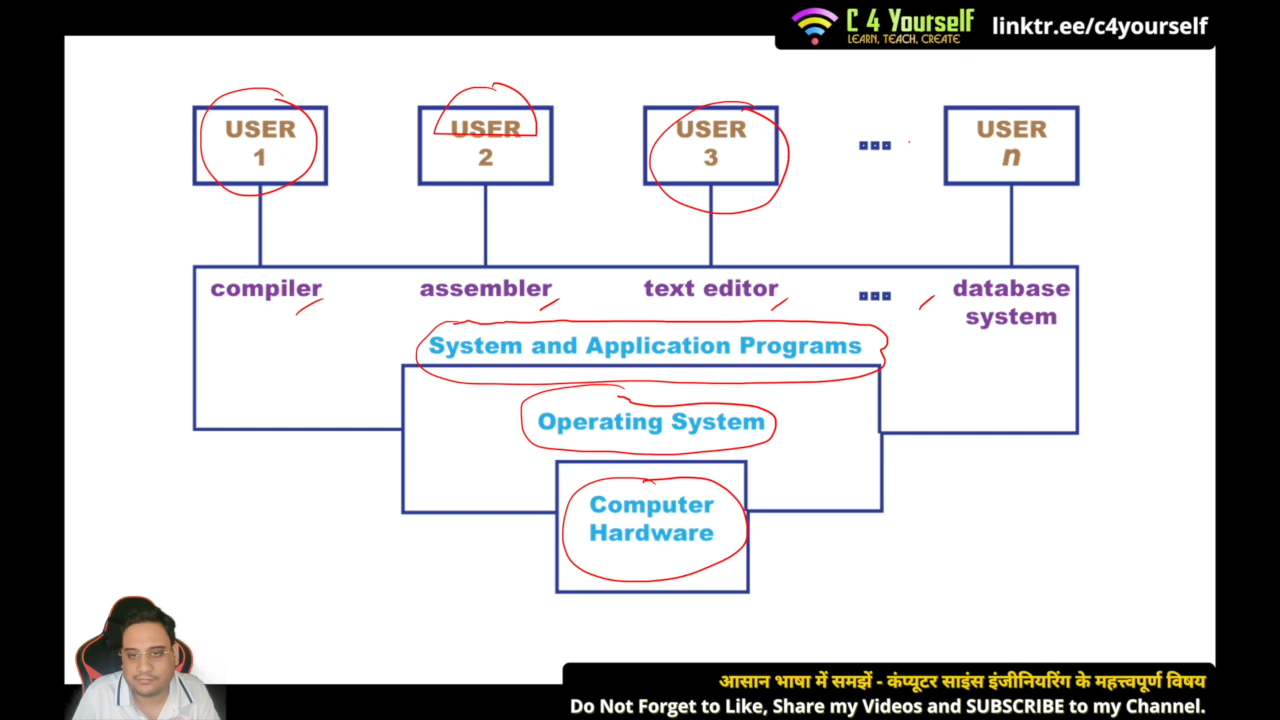 C 4 Yourself
LEARN, TEACH, CREATE
linktr.ee/c4yourself
USER
1
USER
2
USER
3
USER
n
compiler
assembler
text editor
database
system
System and Application Programs
Operating System
Computer
Hardware
आसान भाषा में समझें - कंप्यूटर साइंस इंजीनियरिंग के महत्त्वपूर्ण विषय
Do Not Forget to Like, Share my Videos and SUBSCRIBE to my Channel.